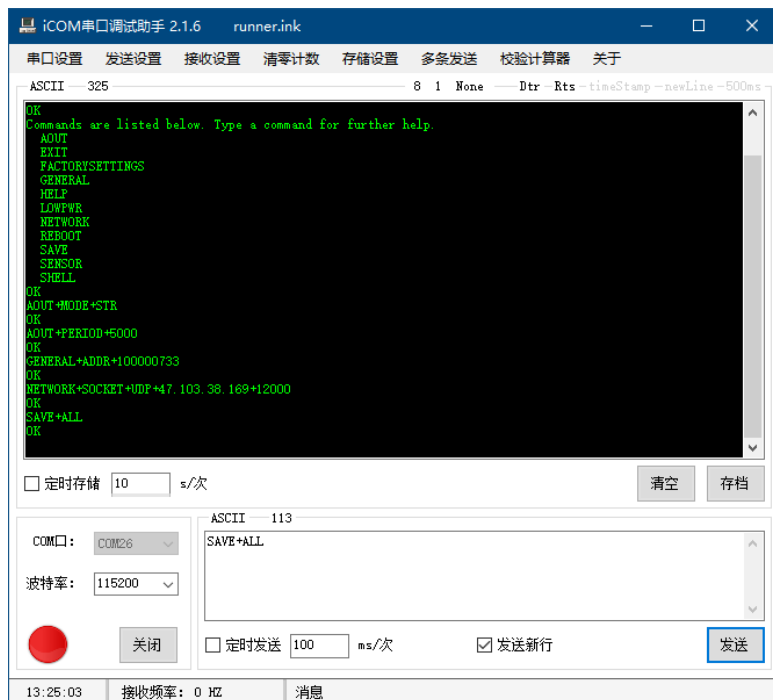 iCOM串口调试助手 2.1.6 runner.ink
串口设置 发送设置 接收设置 清零计数 存储设置 多条发送 校验计算器 关于
ASCII 325 8 1 None Dtr Rts timeStamp newLine 500ms
OK
Commands are listed below. Type a command for further help.
AOUT
EXIT
FACTORYSETTINGS
GENERAL
HELP
LOWPWR
NETWORK
REBOOT
SAVE
SENSOR
SHELL
OK
AOUT+MODE+STR
OK
AOUT+PERIOD+5000
OK
GENERAL+ADDR+100000733
OK
NETWORK+SOCKET+UDP+47.103.38.169+12000
OK
SAVE+ALL
OK
定时存储 10 s/次 清空 存档
ASCII 113
COM口: COM26
SAVE+ALL
波特率: 115200
关闭 定时发送 100 ms/次 发送新行 发送
13:25:03 接收频率: 0 HZ 消息